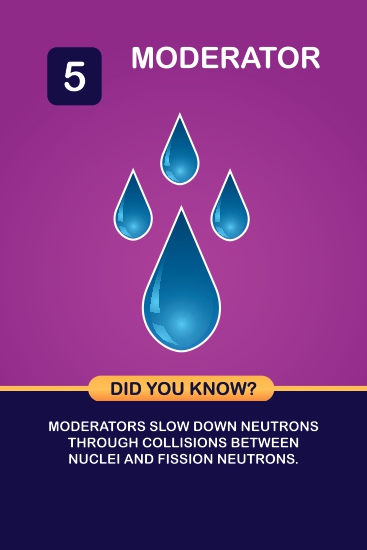 5
MODERATOR
DID YOU KNOW?
MODERATORS SLOW DOWN NEUTRONS
THROUGH COLLISIONS BETWEEN
NUCLEI AND FISSION NEUTRONS.